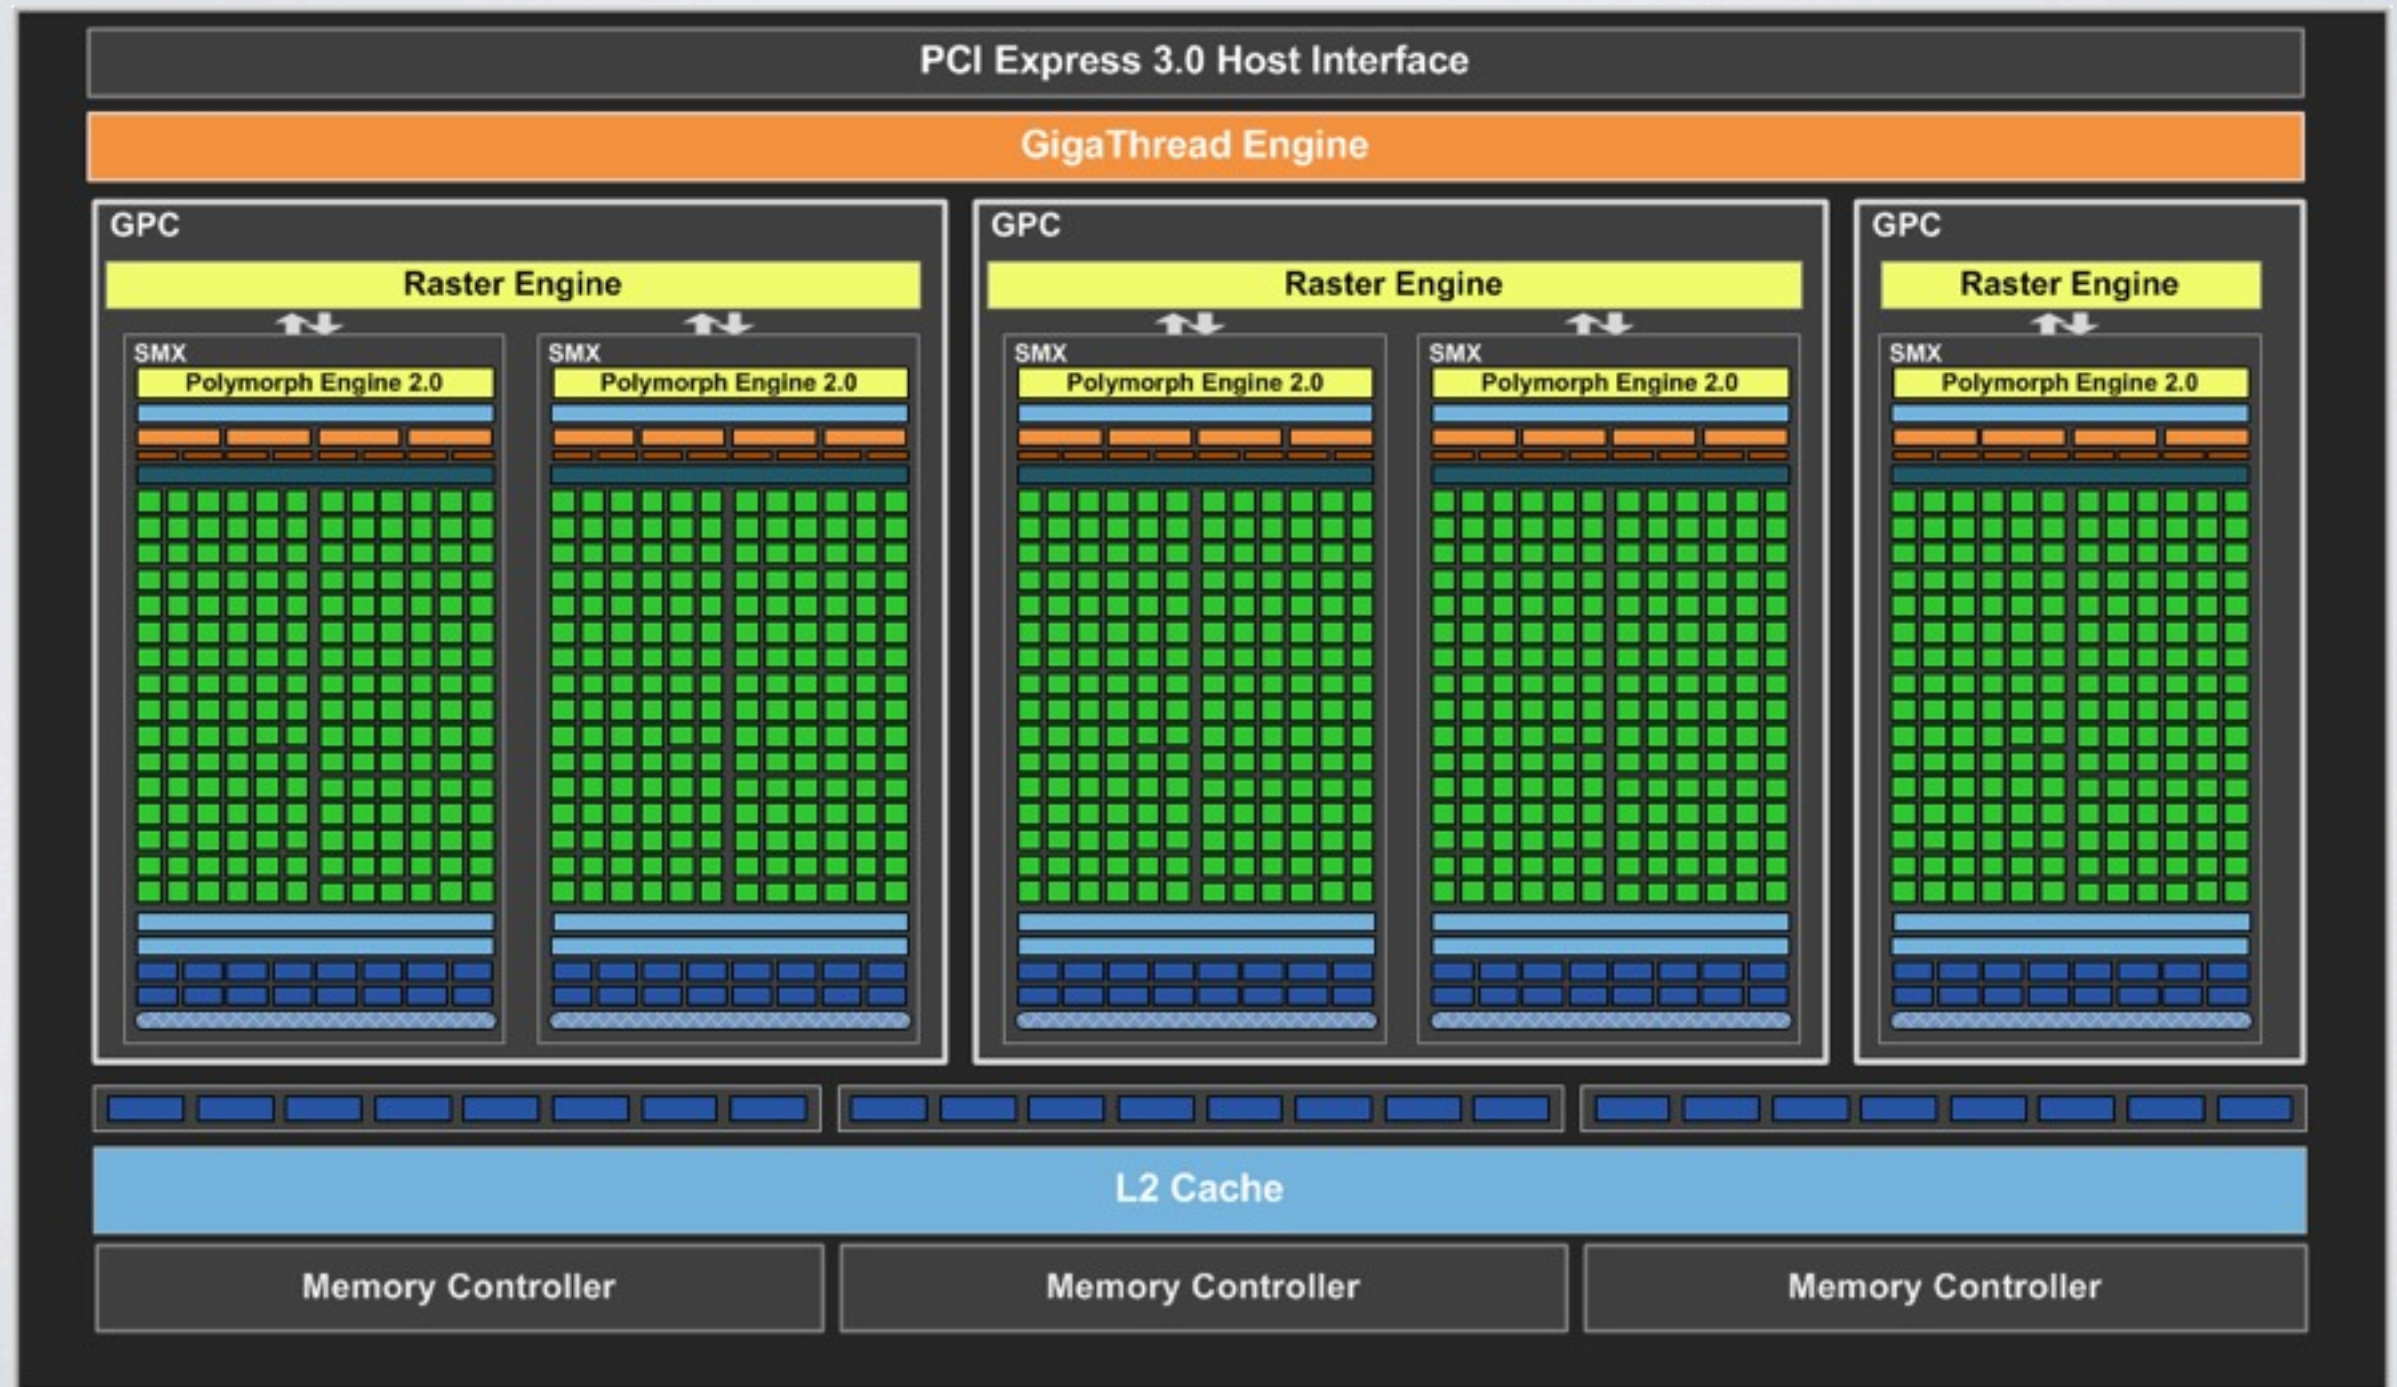 PCI Express 3.0 Host Interface
GigaThread Engine
GPC
Raster Engine
SMX
Polymorph Engine 2.0
SMX
Polymorph Engine 2.0
GPC
Raster Engine
SMX
Polymorph Engine 2.0
SMX
Polymorph Engine 2.0
GPC
Raster Engine
SMX
Polymorph Engine 2.0
L2 Cache
Memory Controller
Memory Controller
Memory Controller